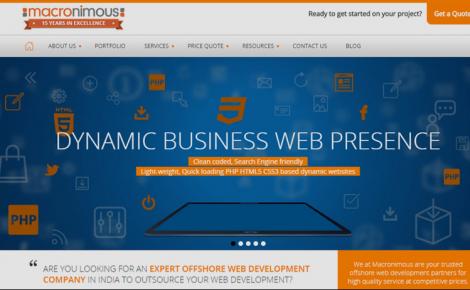 macronimous
15 YEARS IN EXCELLENCE
Ready to get started on your project?
Get a Quote
ABOUT US
PORTFOLIO
SERVICES
PRICE QUOTE
RESOURCES
CONTACT US
BLOG
PHP
HTML
5
3
DYNAMIC BUSINESS WEB PRESENCE
Clean coded, Search Engine friendly
Light-weight, Quick loading PHP HTML5 CSS3 based dynamic websites
PHP
PHP
“ ARE YOU LOOKING FOR AN EXPERT OFFSHORE WEB DEVELOPMENT
COMPANY IN INDIA TO OUTSOURCE YOUR WEB DEVELOPMENT?
We at Macronimous are your trusted
offshore web development partners for
high quality service at competitive prices.